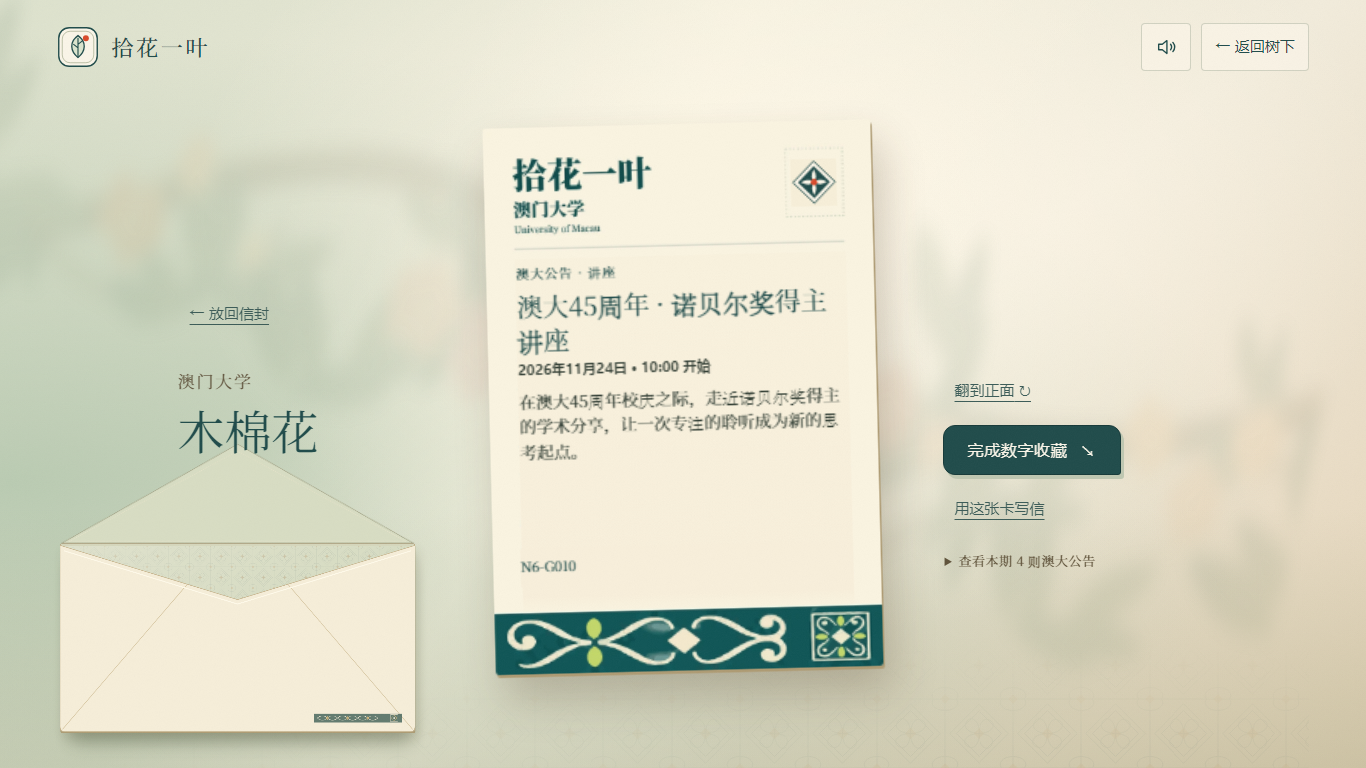 拾花一叶
← 返回树下
拾花一叶
澳门大学
University of Macau
澳大公告 · 讲座
澳大45周年 · 诺贝尔奖得主
讲座
2026年11月24日 • 10:00 开始
在澳大45周年校庆之际，走近诺贝尔奖得主
的学术分享，让一次专注的聆听成为新的思
考起点。
N6-G010
← 放回信封
澳门大学
木棉花
翻到正面 ↻
完成数字收藏 ↘
用这张卡写信
▶ 查看本期 4 则澳大公告